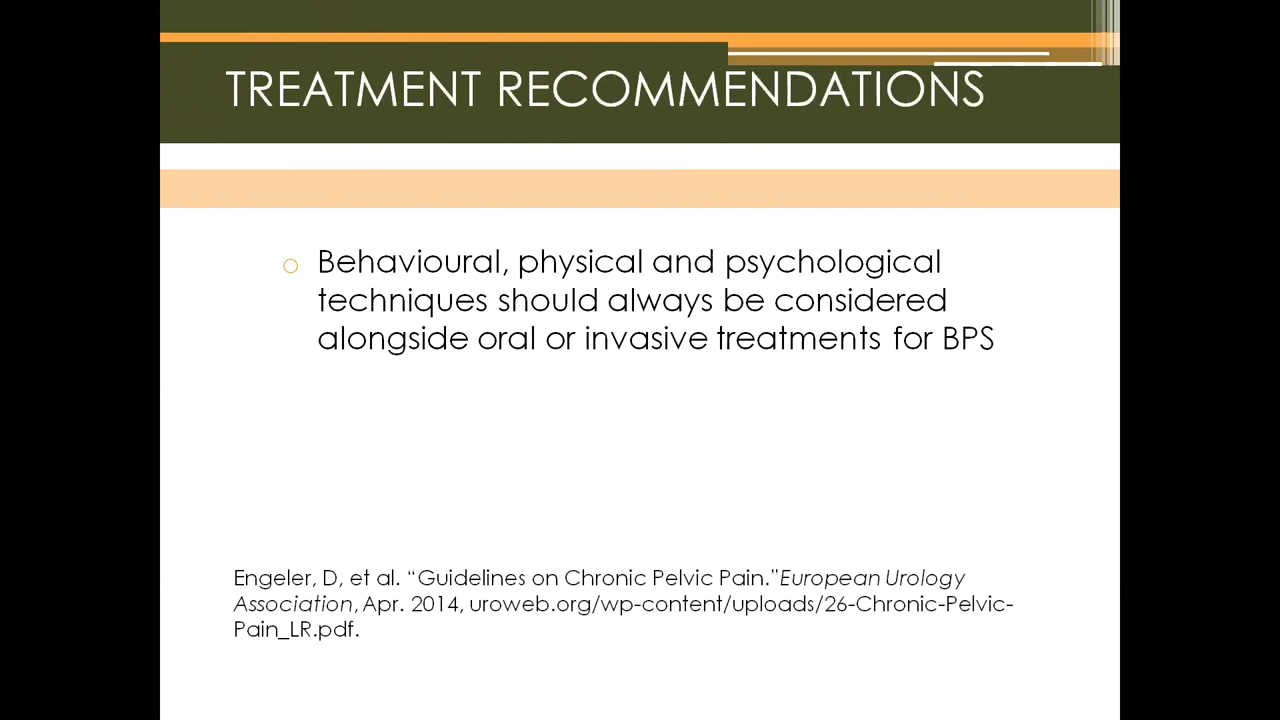 TREATMENT RECOMMENDATIONS
Behavioural, physical and psychological
techniques should always be considered
alongside oral or invasive treatments for BPS
Engeler, D, et al. “Guidelines on Chronic Pelvic Pain.”European Urology
Association, Apr. 2014, uroweb.org/wp-content/uploads/26-Chronic-Pelvic-
Pain_LR.pdf.